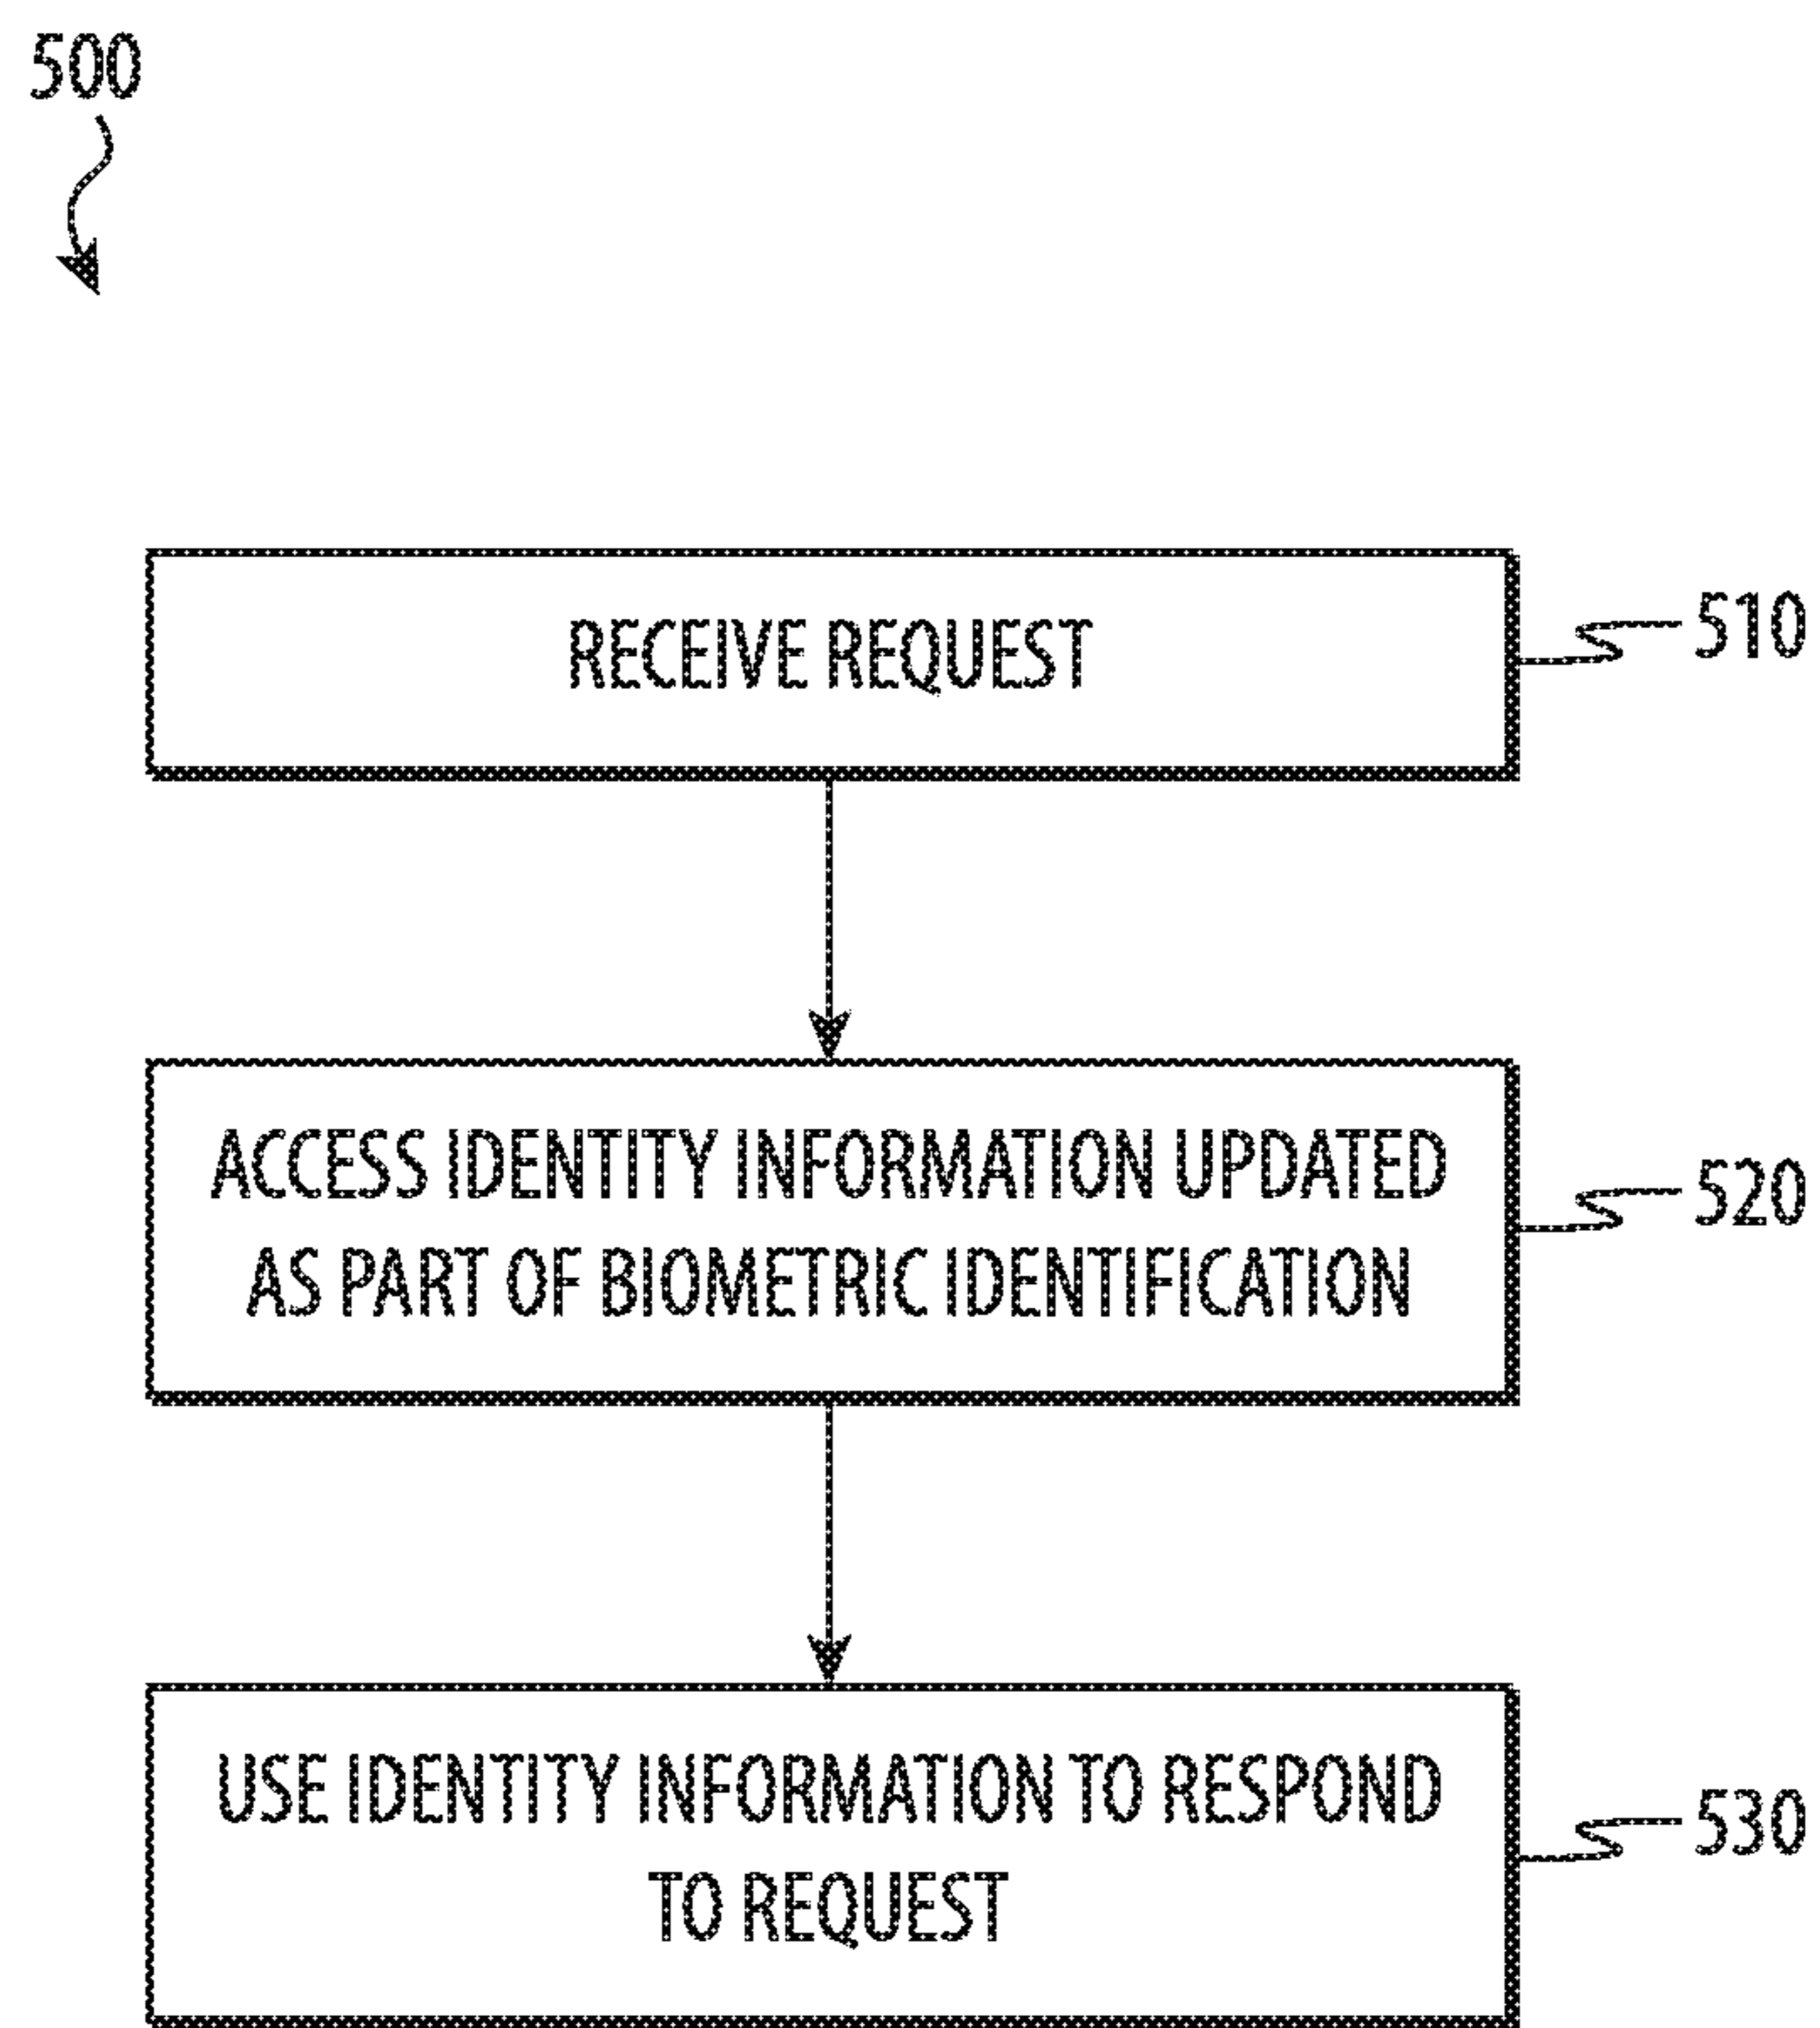 500
RECEIVE REQUEST
510
ACCESS IDENTITY INFORMATION UPDATED
AS PART OF BIOMETRIC IDENTIFICATION
520
USE IDENTITY INFORMATION TO RESPOND
TO REQUEST
530